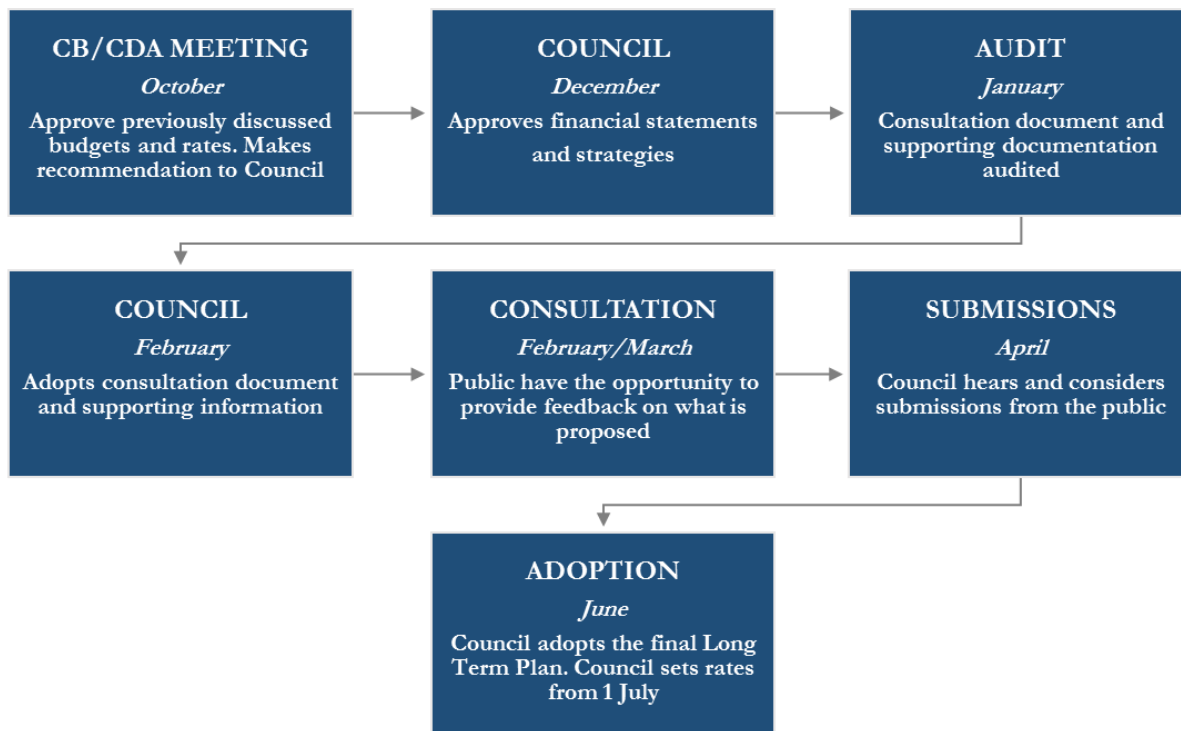 CB/CDA MEETING
October
Approve previously discussed
budgets and rates. Makes
recommendation to Council
COUNCIL
December
Approves financial statements
and strategies
AUDIT
January
Consultation document and
supporting documentation
audited
COUNCIL
February
Adopts consultation document
and supporting information
CONSULTATION
February/March
Public have the opportunity to
provide feedback on what is
proposed
SUBMISSIONS
April
Council hears and considers
submissions from the public
ADOPTION
June
Council adopts the final Long
Term Plan. Council sets rates
from 1 July